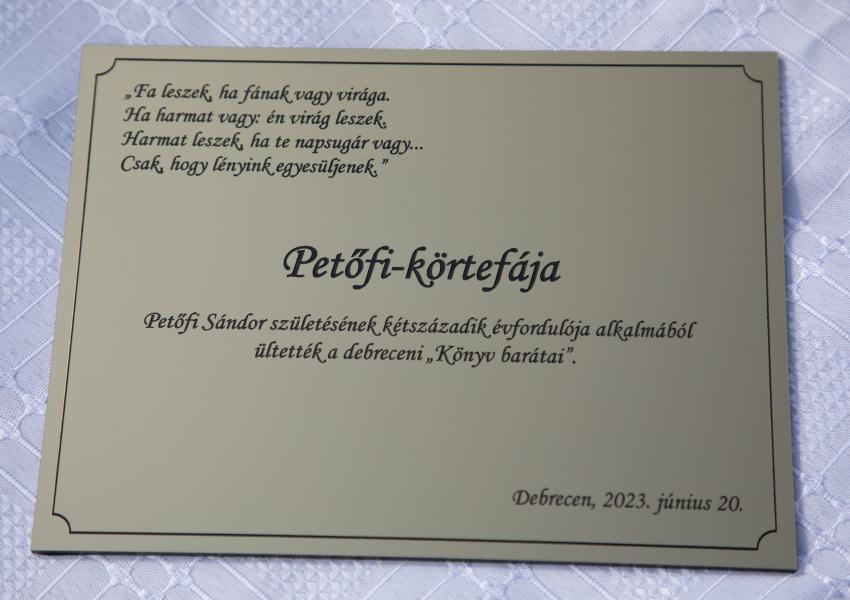 „Fa leszek, ha fának vagy virága.
Ha harmat vagy: én virág leszek.
Harmat leszek, ha te napsugár vagy...
Csak, hogy lényink egyesüljenek.”
Petőfi-körtefája
Petőfi Sándor születésének kétszázadik évfordulója alkalmából
ültették a debreceni „Könyv barátai”.
Debrecen, 2023. június 20.